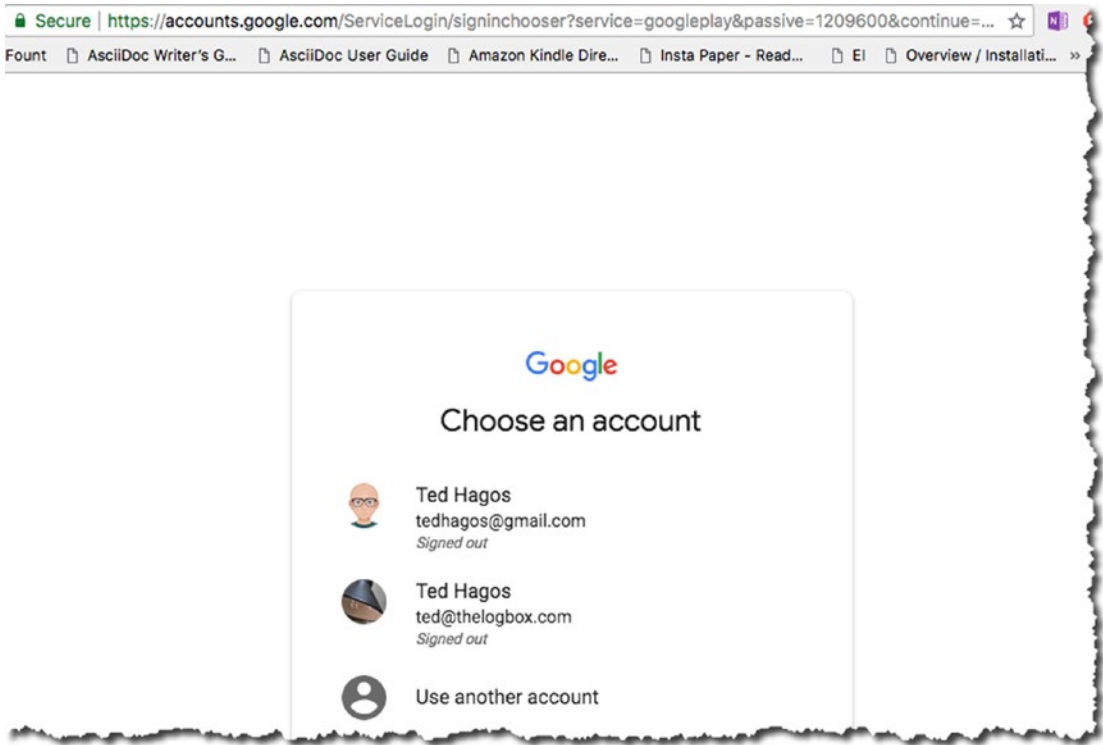 Secure | https://accounts.google.com/ServiceLogin/signinchooser?service=googleplay&passive=1209600&continue=...
Fount AsciiDoc Writer's G... AsciiDoc User Guide Amazon Kindle Dire... Insta Paper - Read... EI Overview / Installati... »
Google
Choose an account
Ted Hagos
tedhagos@gmail.com
Signed out
Ted Hagos
ted@thelogbox.com
Signed out
Use another account